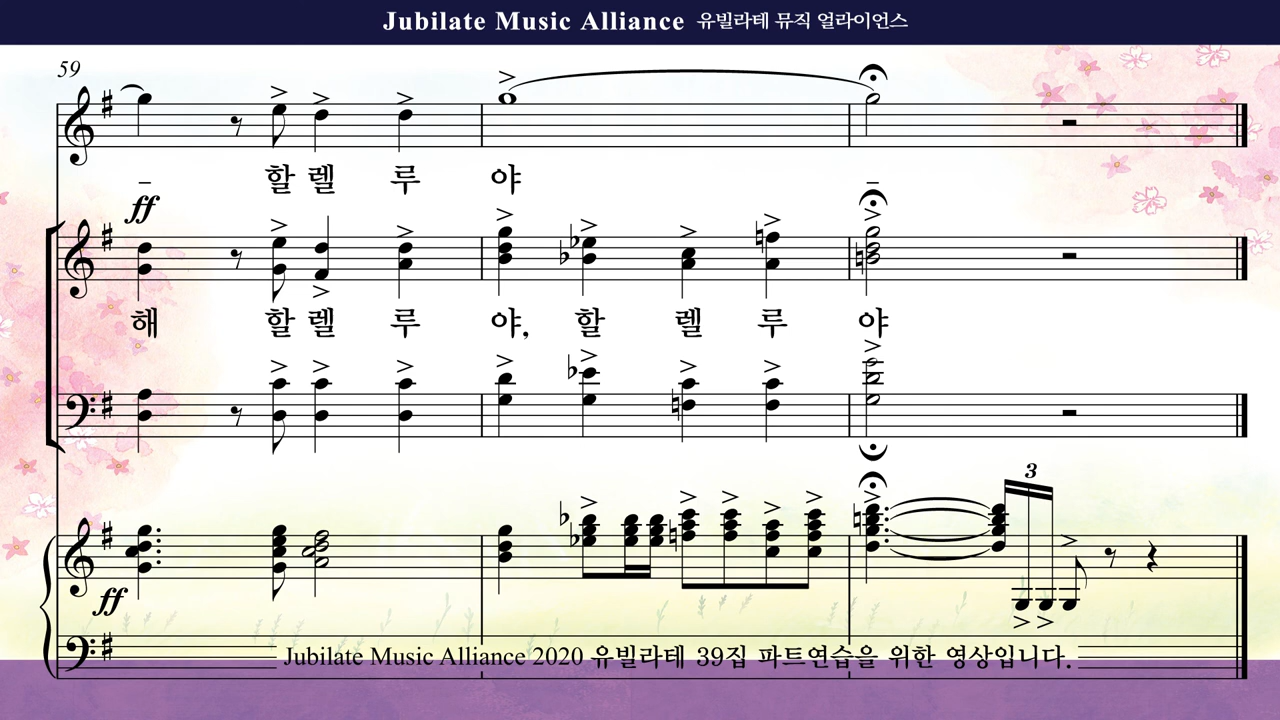 Jubilate Music Alliance 유빌라테 뮤직 얼라이언스
59
할 렐 루 야
ff
해 할 렐 루 야, 할 렐 루 야
3
ff
Jubilate Music Alliance 2020 유빌라테 39집 파트연습을 위한 영상입니다.